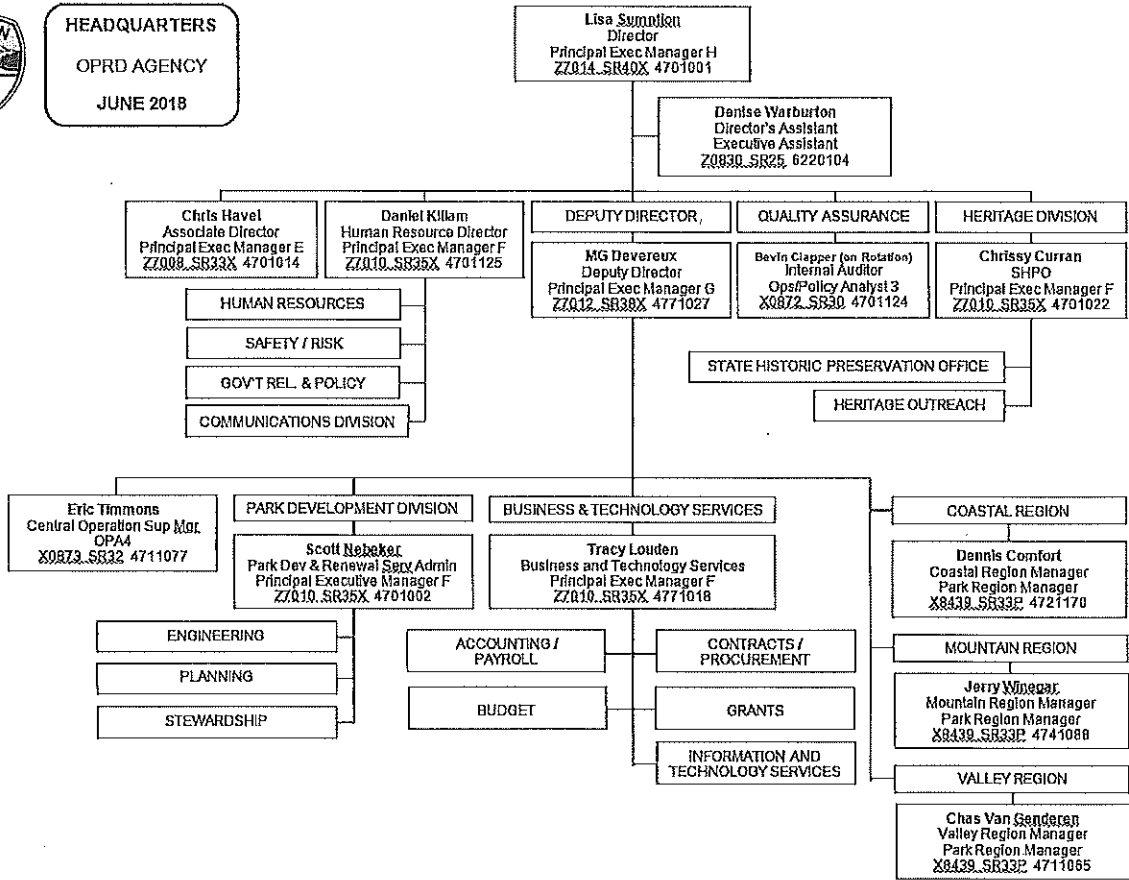 W
HEADQUARTERS
OPRD AGENCY
JUNE 2018
Lisa Sumption
Director
Principal Exec Manager H
Z7014 SR40X 4701001
Denise Warburton
Director's Assistant
Executive Assistant
Z0830 SR25 6220104
Chris Havel
Associate Director
Principal Exec Manager E
Z7008 SR33X 4701014
Daniel Killam
Human Resource Director
Principal Exec Manager F
Z7010 SR35X 4701125
HUMAN RESOURCES
SAFETY / RISK
GOV'T REL. & POLICY
COMMUNICATIONS DIVISION
DEPUTY DIRECTOR
MG Devereux
Deputy Director
Principal Exec Manager G
Z7012 SR38X 4771027
QUALITY ASSURANCE
Bevin Clapper (on Rotation)
Internal Auditor
Ops/Policy Analyst 3
X0872 SR30 4701124
HERITAGE DIVISION
Chrissy Curran
SHPO
Principal Exec Manager F
Z7010 SR35X 4701022
STATE HISTORIC PRESERVATION OFFICE
HERITAGE OUTREACH
Eric Timmons
Central Operation Sup Mgr
OPA4
X0873 SR32 4711077
PARK DEVELOPMENT DIVISION
Scott Nebeker
Park Dev & Renewal Serv Admin
Principal Executive Manager F
Z7010 SR35X 4701002
ENGINEERING
PLANNING
STEWARDSHIP
BUSINESS & TECHNOLOGY SERVICES
Tracy Louden
Business and Technology Services
Principal Exec Manager F
Z7010 SR35X 4771018
ACCOUNTING /
PAYROLL
CONTRACTS /
PROCUREMENT
BUDGET
GRANTS
INFORMATION AND
TECHNOLOGY SERVICES
COASTAL REGION
Dennis Comfort
Coastal Region Manager
Park Region Manager
X8439 SR33P 4721170
MOUNTAIN REGION
Jerry Winegar
Mountain Region Manager
Park Region Manager
X8439 SR33P 4741088
VALLEY REGION
Chas Van Genderen
Valley Region Manager
Park Region Manager
X8439 SR33P 4711065